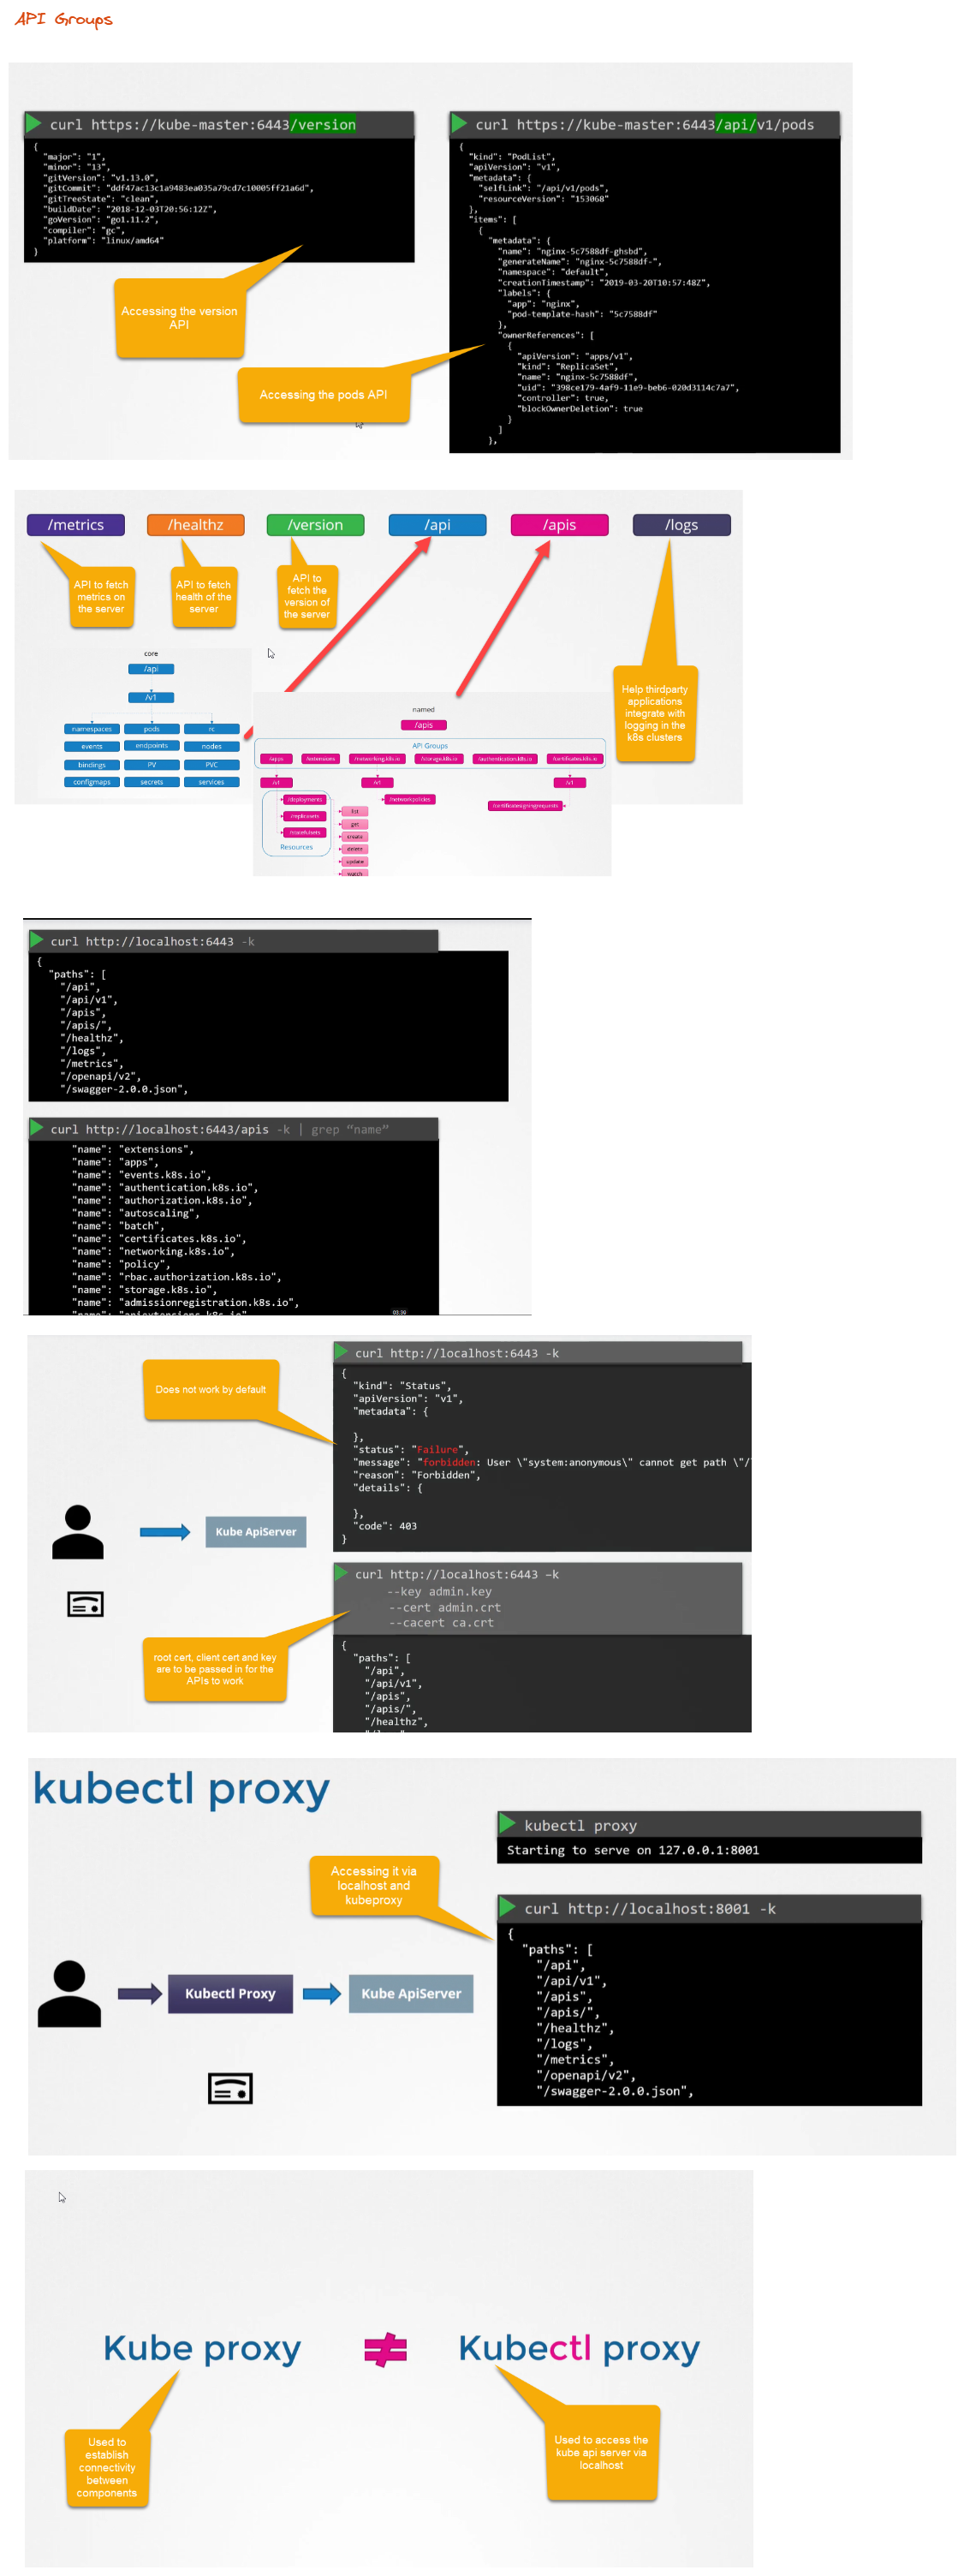 API Groups
curl https://kube-master:6443/version
{
"major": "1",
"minor": "13",
"gitVersion": "v1.13.0",
"gitCommit": "ddf47ac13c1a9483ea035a79cd7c10005ff21a6d",
"gitTreeState": "clean",
"buildDate": "2018-12-03T20:56:12Z",
"goVersion": "go1.11.2",
"compiler": "gc",
"platform": "linux/amd64"
}
Accessing the version
API
curl https://kube-master:6443/api/v1/pods
{
"kind": "PodList",
"apiVersion": "v1",
"metadata": {
"selfLink": "/api/v1/pods",
"resourceVersion": "153068"
},
"items": [
{
"metadata": {
"name": "nginx-5c7588df-ghsbd",
"generateName": "nginx-5c7588df-",
"namespace": "default",
"creationTimestamp": "2019-03-20T10:57:48Z",
"labels": {
"app": "nginx",
"pod-template-hash": "5c7588df"
},
"ownerReferences": [
{
"apiVersion": "apps/v1",
"kind": "ReplicaSet",
"name": "nginx-5c7588df",
"uid": "398ce179-4af9-11e9-beb6-020d3114c7a7",
"controller": true,
"blockOwnerDeletion": true
}
]
},
Accessing the pods API
/metrics
/healthz
/version
/api
/apis
/logs
API to fetch
metrics on
the server
API to fetch
health of the
server
API to
fetch the
version of
the server
Help thirdparty
applications
integrate with
logging in the
k8s clusters
core
/api
/v1
namespaces pods rc
events endpoints nodes
bindings PV PVC
configmaps secrets services
named
/apis
API Groups
/apps /extensions /networking.k8s.io /storage.k8s.io /authentication.k8s.io /certificates.k8s.io
/v1 /v1 /v1
/deployments
/replicasets
/statefulsets
Resources
/networkpolicies
/certificatesigningrequests
list
get
create
delete
update
watch
curl http://localhost:6443 -k
{
"paths": [
"/api",
"/api/v1",
"/apis",
"/apis/",
"/healthz",
"/logs",
"/metrics",
"/openapi/v2",
"/swagger-2.0.0.json",
curl http://localhost:6443/apis -k | grep “name”
"name": "extensions",
"name": "apps",
"name": "events.k8s.io",
"name": "authentication.k8s.io",
"name": "authorization.k8s.io",
"name": "autoscaling",
"name": "batch",
"name": "certificates.k8s.io",
"name": "networking.k8s.io",
"name": "policy",
"name": "rbac.authorization.k8s.io",
"name": "storage.k8s.io",
"name": "admissionregistration.k8s.io",
"name": "apiextensions.k8s.io"
Does not work by default
curl http://localhost:6443 -k
{
"kind": "Status",
"apiVersion": "v1",
"metadata": {
},
"status": "Failure",
"message": "forbidden: User \"system:anonymous\" cannot get path \"/
"reason": "Forbidden",
"details": {
},
"code": 403
}
Kube ApiServer
curl http://localhost:6443 –k
--key admin.key
--cert admin.crt
--cacert ca.crt
{
"paths": [
"/api",
"/api/v1",
"/apis",
"/apis/",
"/healthz",
root cert, client cert and key
are to be passed in for the
APIs to work
kubectl proxy
kubectl proxy
Starting to serve on 127.0.0.1:8001
Accessing it via
localhost and
kubeproxy
curl http://localhost:8001 -k
{
"paths": [
"/api",
"/api/v1",
"/apis",
"/apis/",
"/healthz",
"/logs",
"/metrics",
"/openapi/v2",
"/swagger-2.0.0.json",
Kubectl Proxy
Kube ApiServer
Kube proxy ≠ Kubectl proxy
Used to
establish
connectivity
between
components
Used to access the
kube api server via
localhost